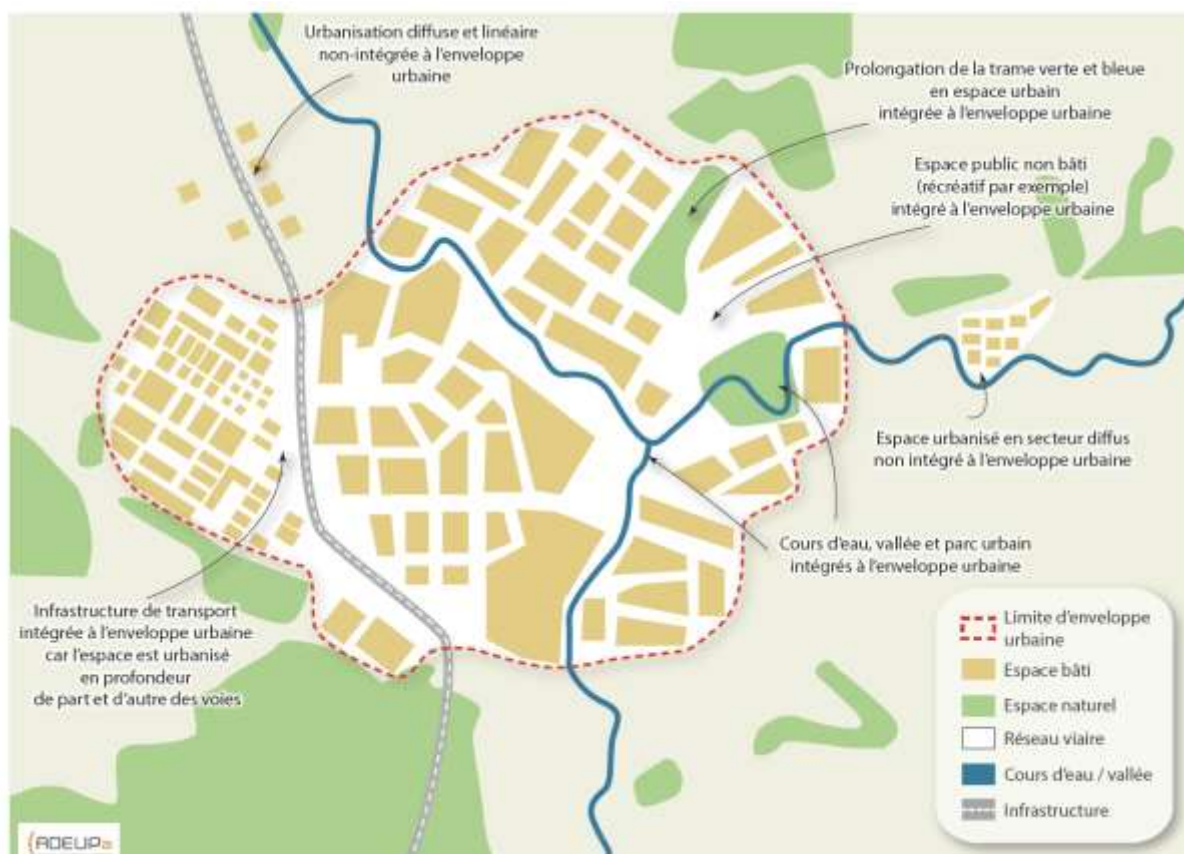 Urbanisation diffuse et linéaire
non-intégrée à l'enveloppe
urbaine
Prolongation de la trame verte et bleue
en espace urbain
intégrée à l'enveloppe urbaine
Espace public non bâti
(récréatif par exemple)
intégré à l'enveloppe urbaine
Espace urbanisé en secteur diffus
non intégré à l'enveloppe urbaine
Cours d'eau, vallée et parc urbain
intégrés à l'enveloppe urbaine
Infrastructure de transport
intégrée à l'enveloppe urbaine
car l'espace est urbanisé
en profondeur
de part et d'autre des voies
Limite d'enveloppe
urbaine
Espace bâti
Espace naturel
Réseau viaire
Cours d'eau / vallée
Infrastructure
ADEUP